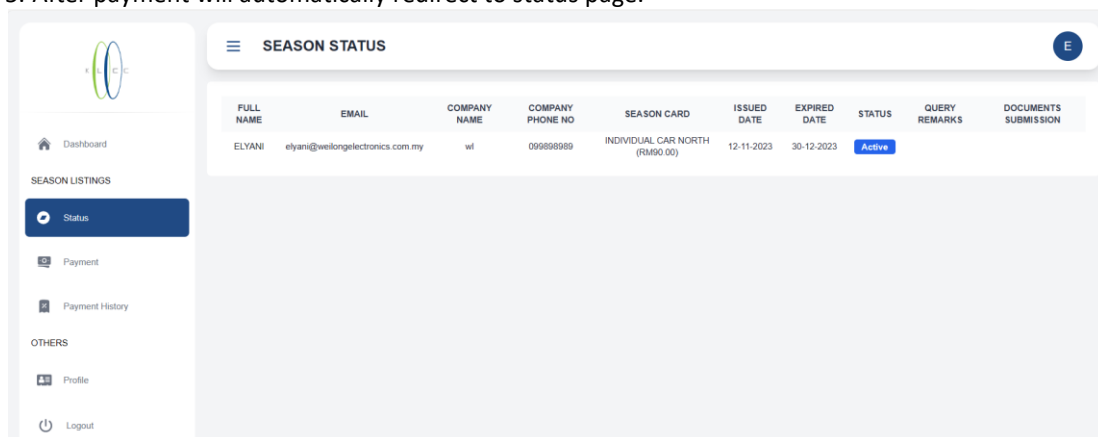 5. After payment will automatically redirect to status page.
K L C C
SEASON STATUS
E
FULL NAME EMAIL COMPANY NAME COMPANY PHONE NO SEASON CARD ISSUED DATE EXPIRED DATE STATUS QUERY REMARKS DOCUMENTS SUBMISSION
ELYANI elyani@weilongelectronics.com.my wl 099898989 INDIVIDUAL CAR NORTH (RM90.00) 12-11-2023 30-12-2023 Active
Dashboard
SEASON LISTINGS
Status
Payment
Payment History
OTHERS
Profile
Logout